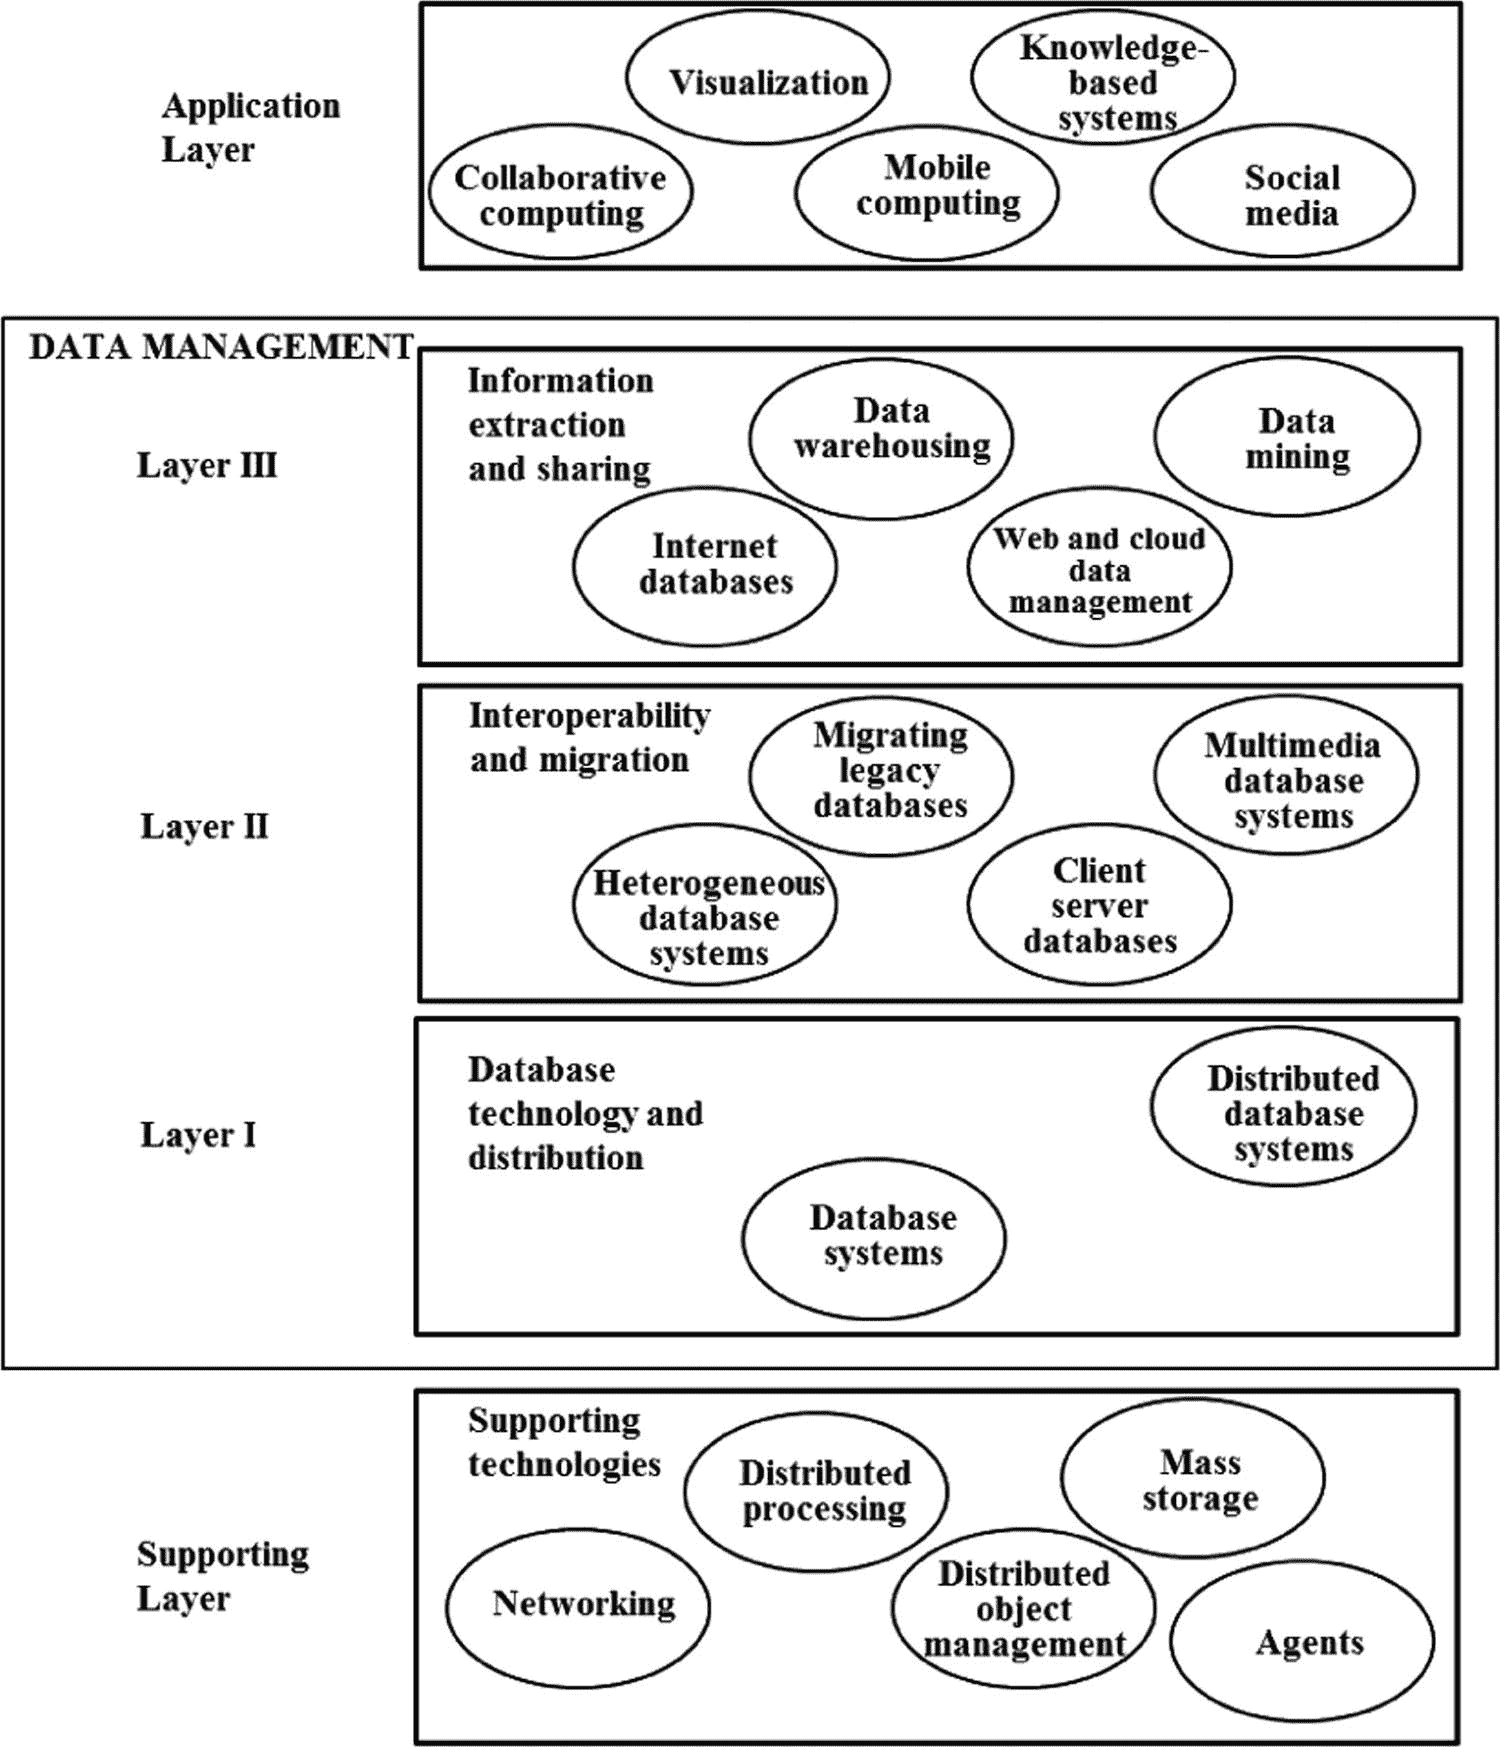 Application
Layer
Visualization
Knowledge-
based
systems
Collaborative
computing
Mobile
computing
Social
media
DATA MANAGEMENT
Layer III
Information
extraction
and sharing
Data
warehousing
Data
mining
Internet
databases
Web and cloud
data
management
Layer II
Interoperability
and migration
Migrating
legacy
databases
Multimedia
database
systems
Heterogeneous
database
systems
Client
server
databases
Layer I
Database
technology and
distribution
Distributed
database
systems
Database
systems
Supporting
Layer
Supporting
technologies
Distributed
processing
Mass
storage
Networking
Distributed
object
management
Agents